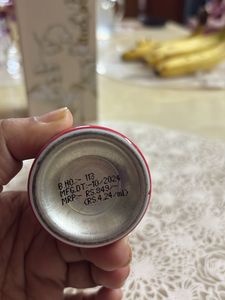 B.NO:- 113
MFG.DT:-10/2024
MRP:- RS.849/-
(RS.4.24/ml)